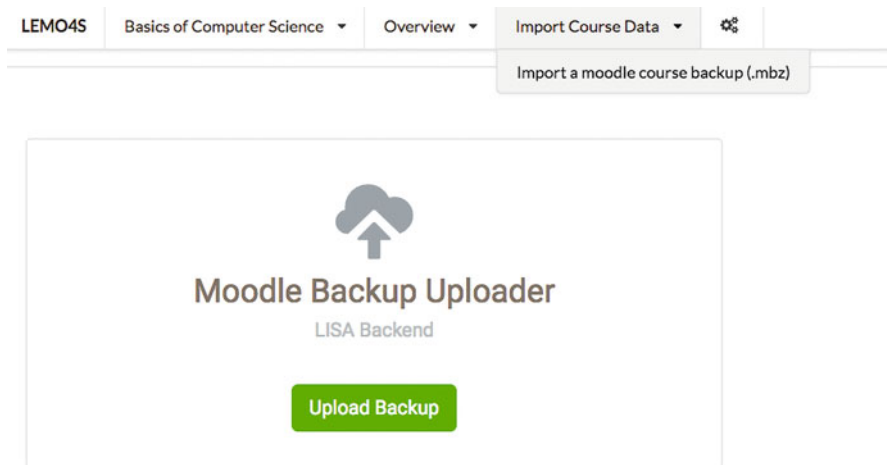 LEMO4S Basics of Computer Science Overview Import Course Data
Import a moodle course backup (.mbz)
Moodle Backup Uploader
LISA Backend
Upload Backup